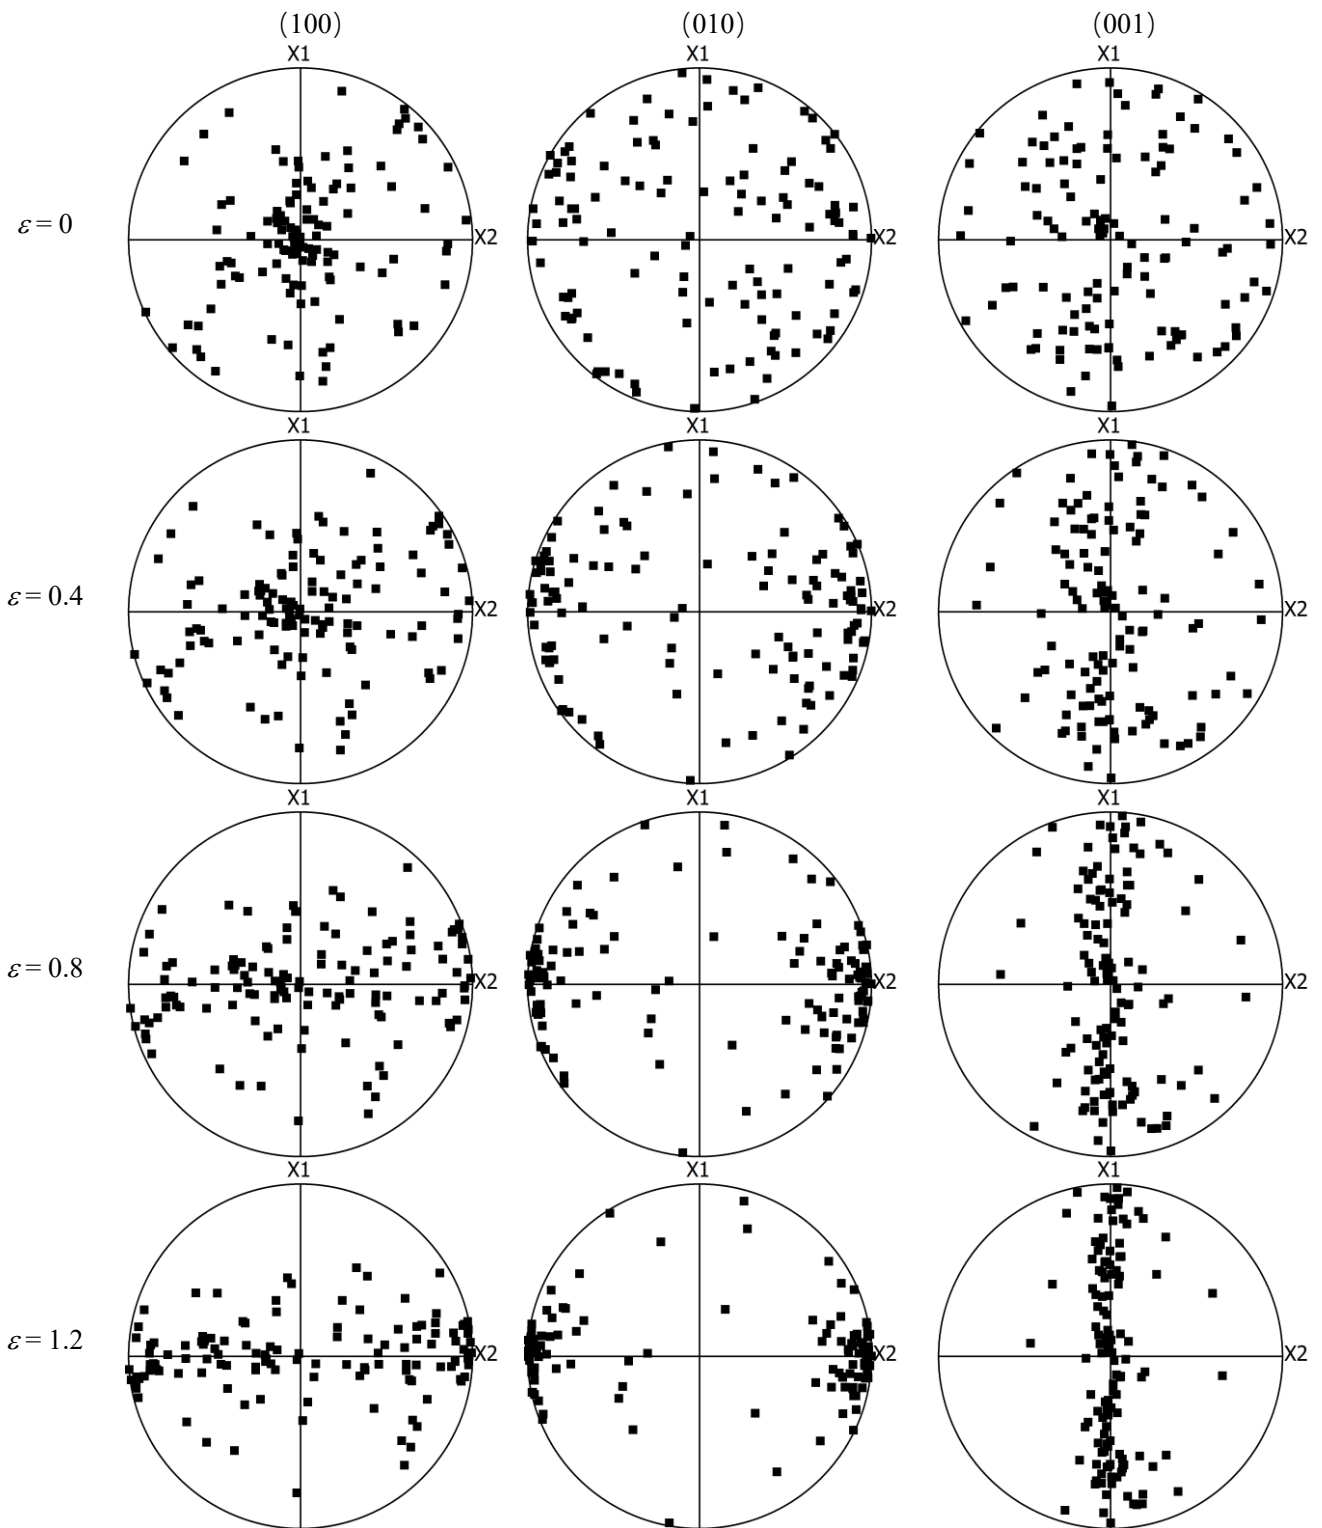 (100) (010) (001)
X1 X1 X1
ε = 0 X2 X2 X2
X1 X1 X1
ε = 0.4 X2 X2 X2
X1 X1 X1
ε = 0.8 X2 X2 X2
X1 X1 X1
ε = 1.2 X2 X2 X2